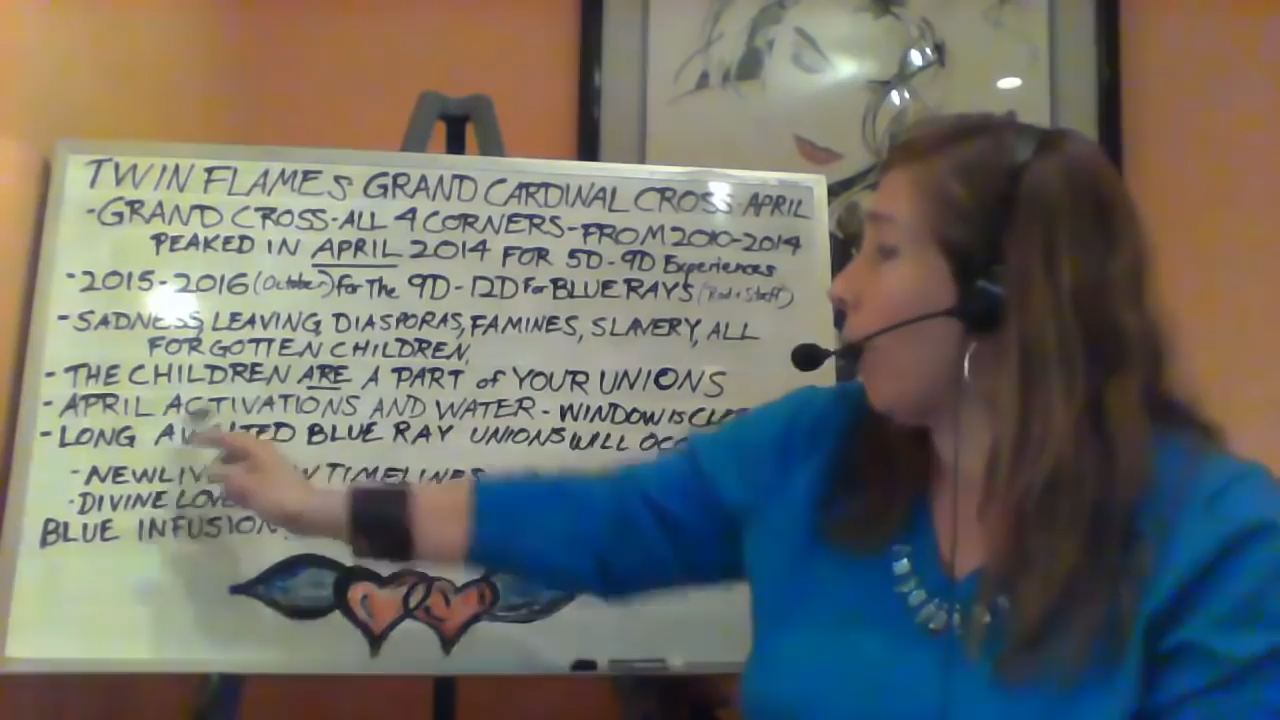 TWIN FLAMES GRAND CARDINAL CROSS-APRIL
-GRAND CROSS-ALL 4 CORNERS-FROM 2010-2014
PEAKED IN APRIL 2014 FOR 5D-9D Experiences
-2015-2016 (October) For The 9D-12D For BLUE RAYS (Rod + Staff)
-SADNESS LEAVING, DIASPORAS, FAMINES, SLAVERY, ALL
FORGOTTEN CHILDREN,
-THE CHILDREN ARE A PART of YOUR UNIONS
-APRIL ACTIVATIONS AND WATER-WINDOW IS
-LONG AWAITED BLUE RAY UNIONS WILL
-NEW TIMELINES
-DIVINE LOVE
BLUE INFUSION